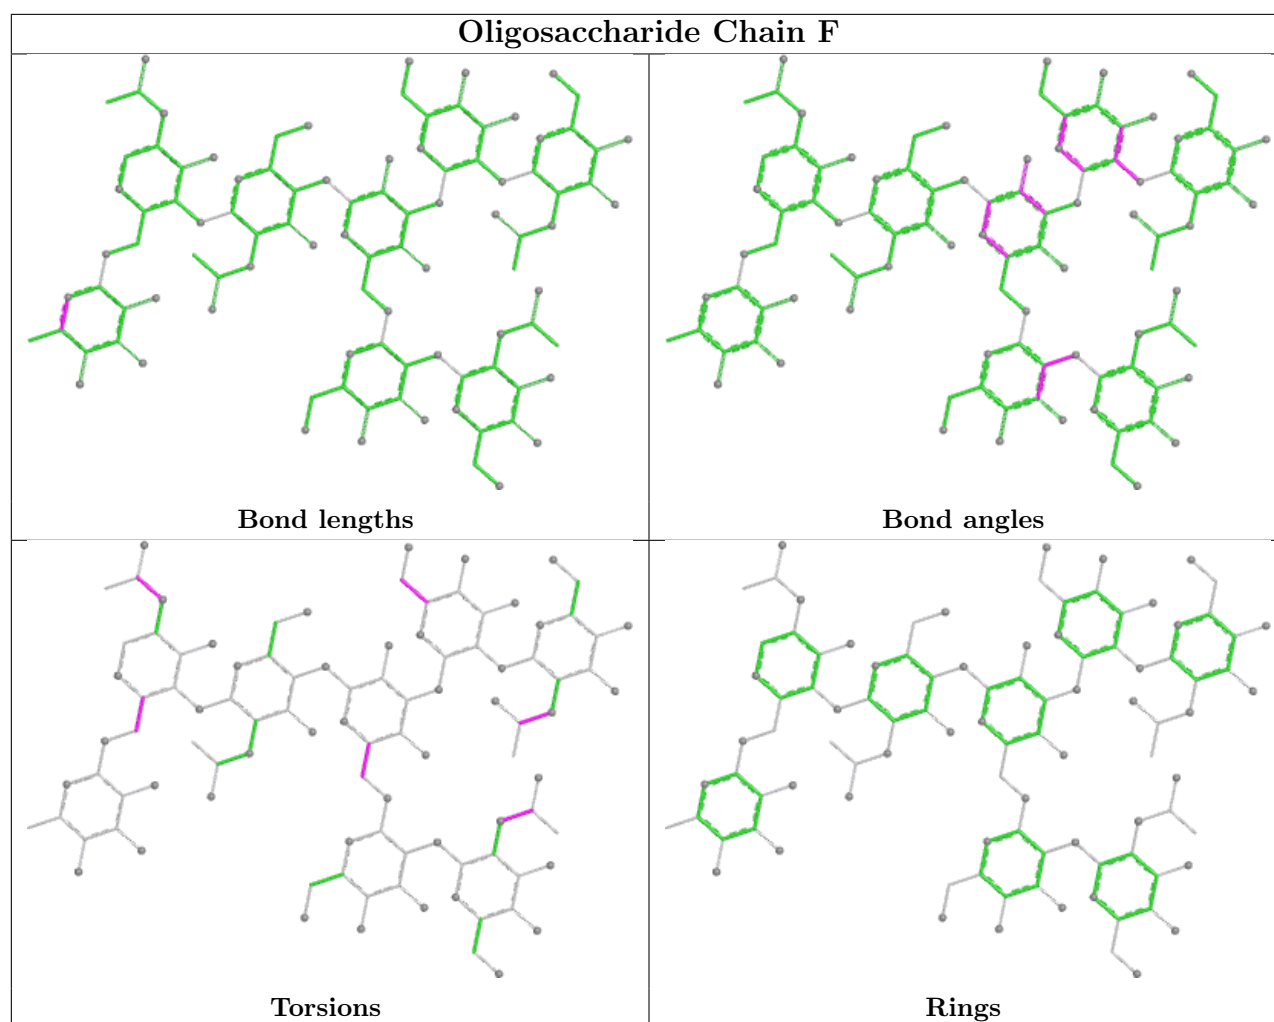 Oligosaccharide Chain F
Bond lengths
Bond angles
Torsions
Rings